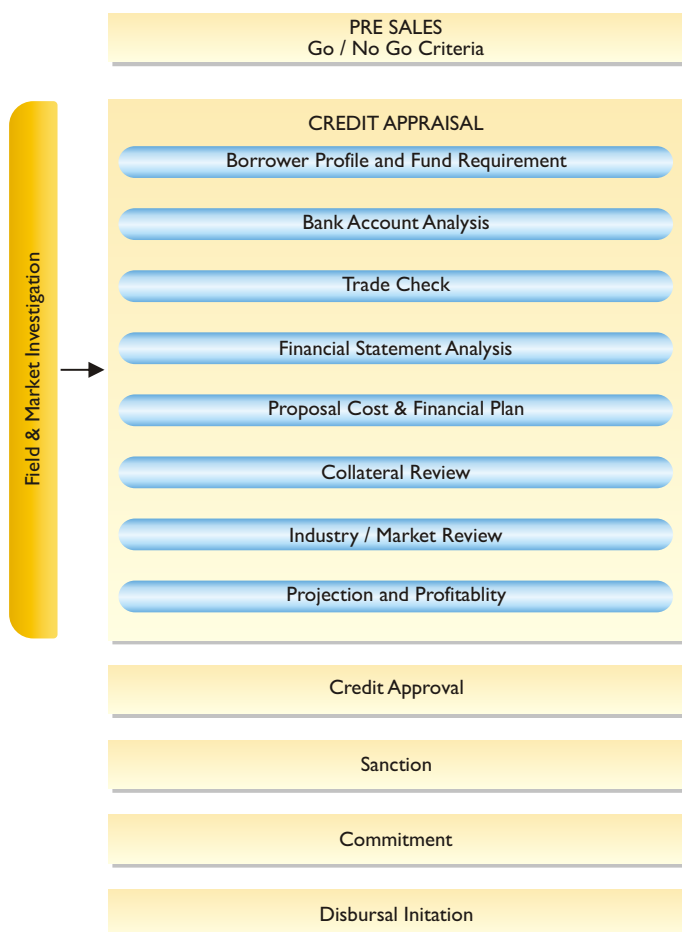 PRE SALES
Go / No Go Criteria
Field & Market Investigation
CREDIT APPRAISAL
Borrower Profile and Fund Requirement
Bank Account Analysis
Trade Check
Financial Statement Analysis
Proposal Cost & Financial Plan
Collateral Review
Industry / Market Review
Projection and Profitablity
Credit Approval
Sanction
Commitment
Disbursal Initation